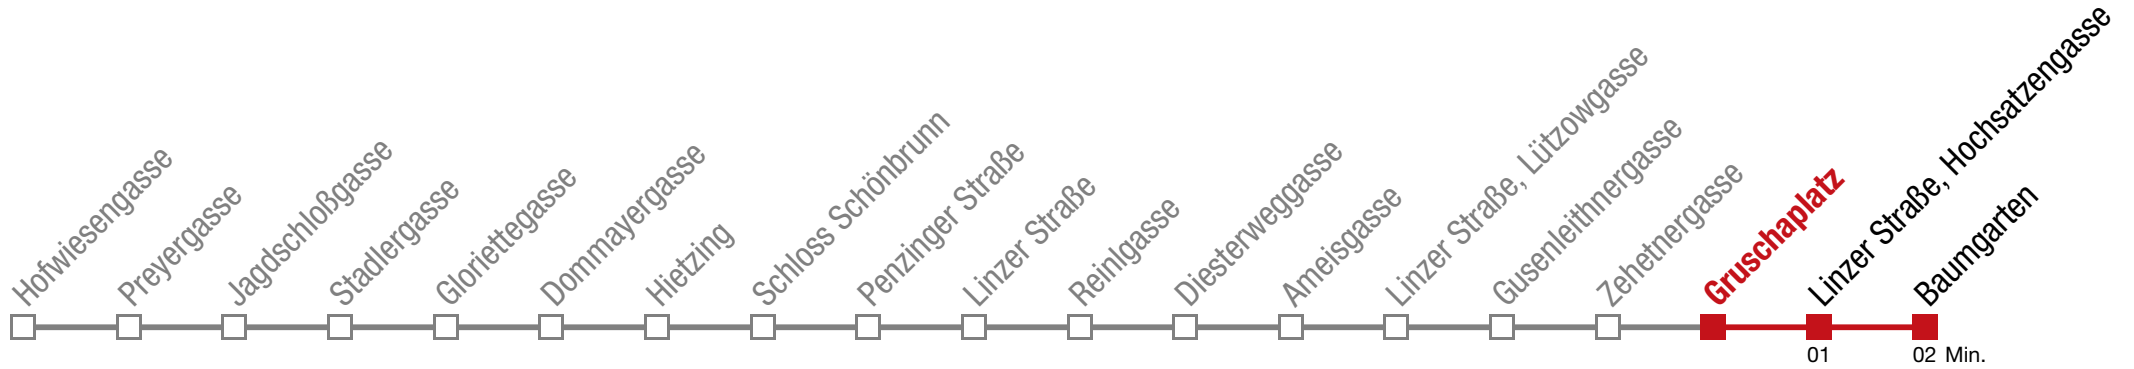 Hofwiesengasse
Preyergasse
Jagdschloßgasse
Stadlergasse
Gloriettegasse
Dommayergasse
Hietzing
Schloss Schönbrunn
Penzinger Straße
Linzer Straße
Reinlgasse
Diesterweggasse
Ameisgasse
Linzer Straße, Lützowgasse
Gusenleithnergasse
Zehetnergasse
Gruschaplatz
Linzer Straße, Hochsatzengasse
Baumgarten
01
02 Min.